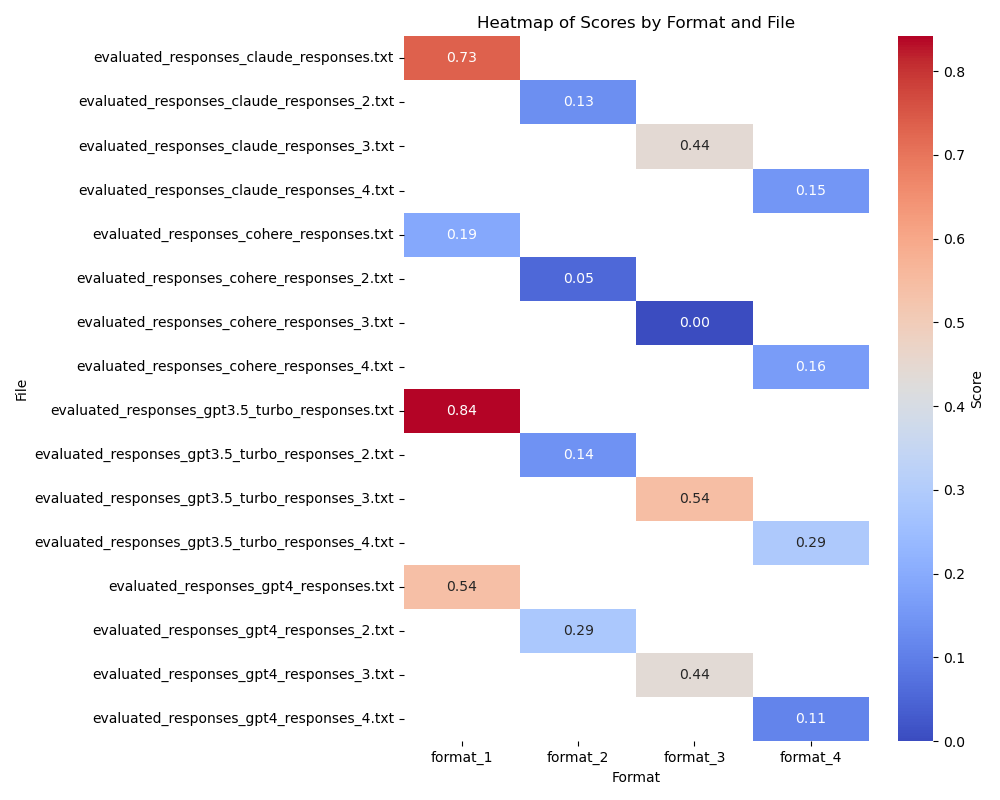 Heatmap of Scores by Format and File
evaluated_responses_claude_responses.txt
0.73
evaluated_responses_claude_responses_2.txt
0.13
evaluated_responses_claude_responses_3.txt
0.44
evaluated_responses_claude_responses_4.txt
0.15
evaluated_responses_cohere_responses.txt
0.19
evaluated_responses_cohere_responses_2.txt
0.05
evaluated_responses_cohere_responses_3.txt
0.00
evaluated_responses_cohere_responses_4.txt
0.16
evaluated_responses_gpt3.5_turbo_responses.txt
0.84
evaluated_responses_gpt3.5_turbo_responses_2.txt
0.14
evaluated_responses_gpt3.5_turbo_responses_3.txt
0.54
evaluated_responses_gpt3.5_turbo_responses_4.txt
0.29
evaluated_responses_gpt4_responses.txt
0.54
evaluated_responses_gpt4_responses_2.txt
0.29
evaluated_responses_gpt4_responses_3.txt
0.44
evaluated_responses_gpt4_responses_4.txt
0.11
File
format_1
format_2
format_3
format_4
Format
0.8
0.7
0.6
0.5
0.4
0.3
0.2
0.1
0.0
Score